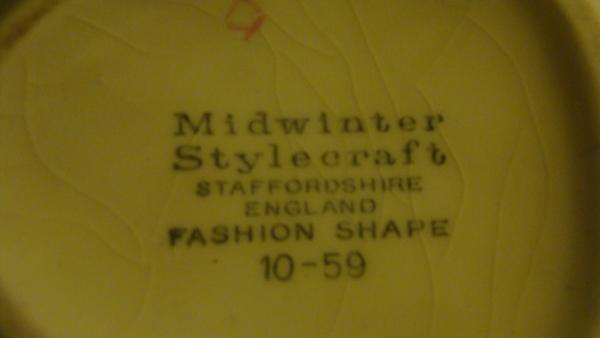 Midwinter
Stylecraft
STAFFORDSHIRE
ENGLAND
FASHION SHAPE
10-59